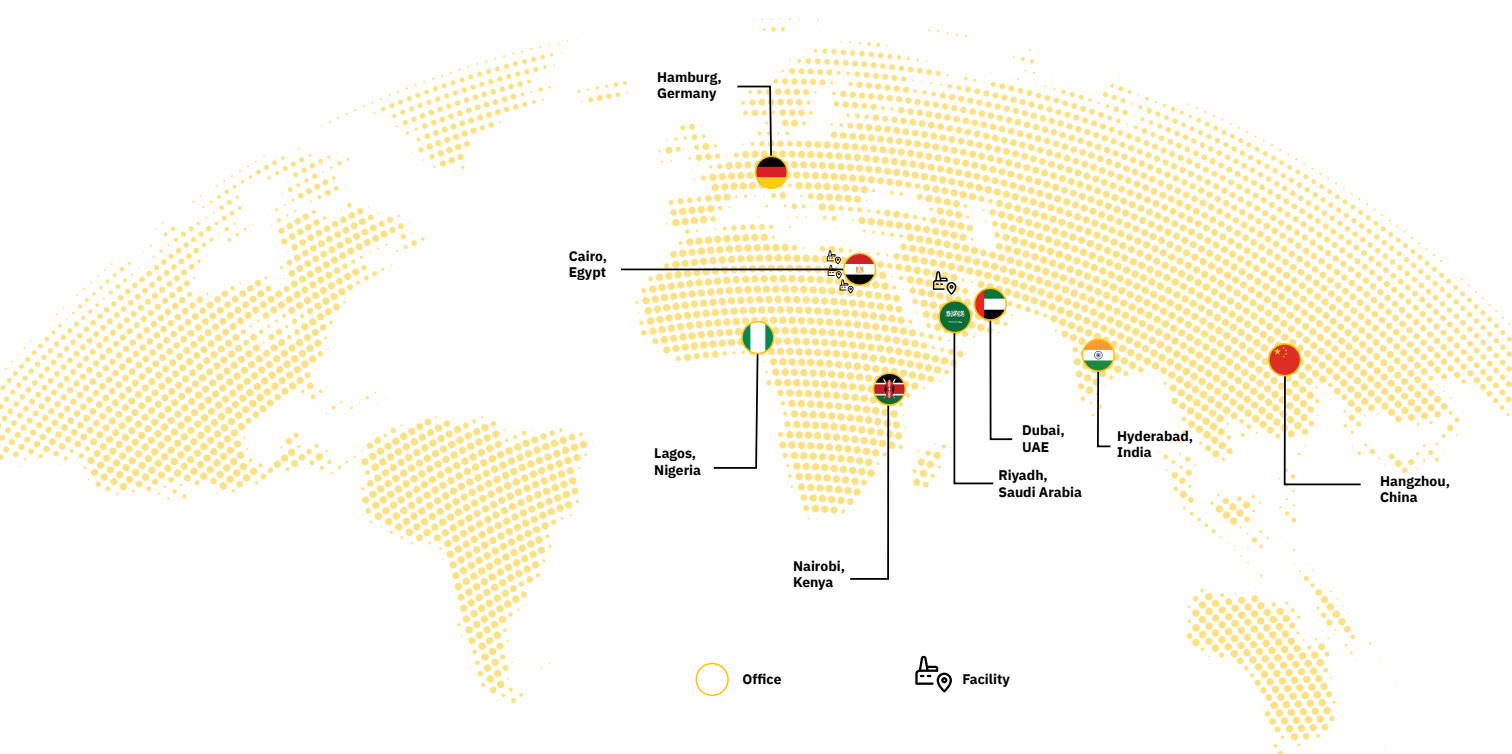 Hamburg,
Germany
Cairo,
Egypt
Lagos,
Nigeria
Dubai,
UAE
Hyderabad,
India
Riyadh,
Saudi Arabia
Hangzhou,
China
Nairobi,
Kenya
Office
Facility